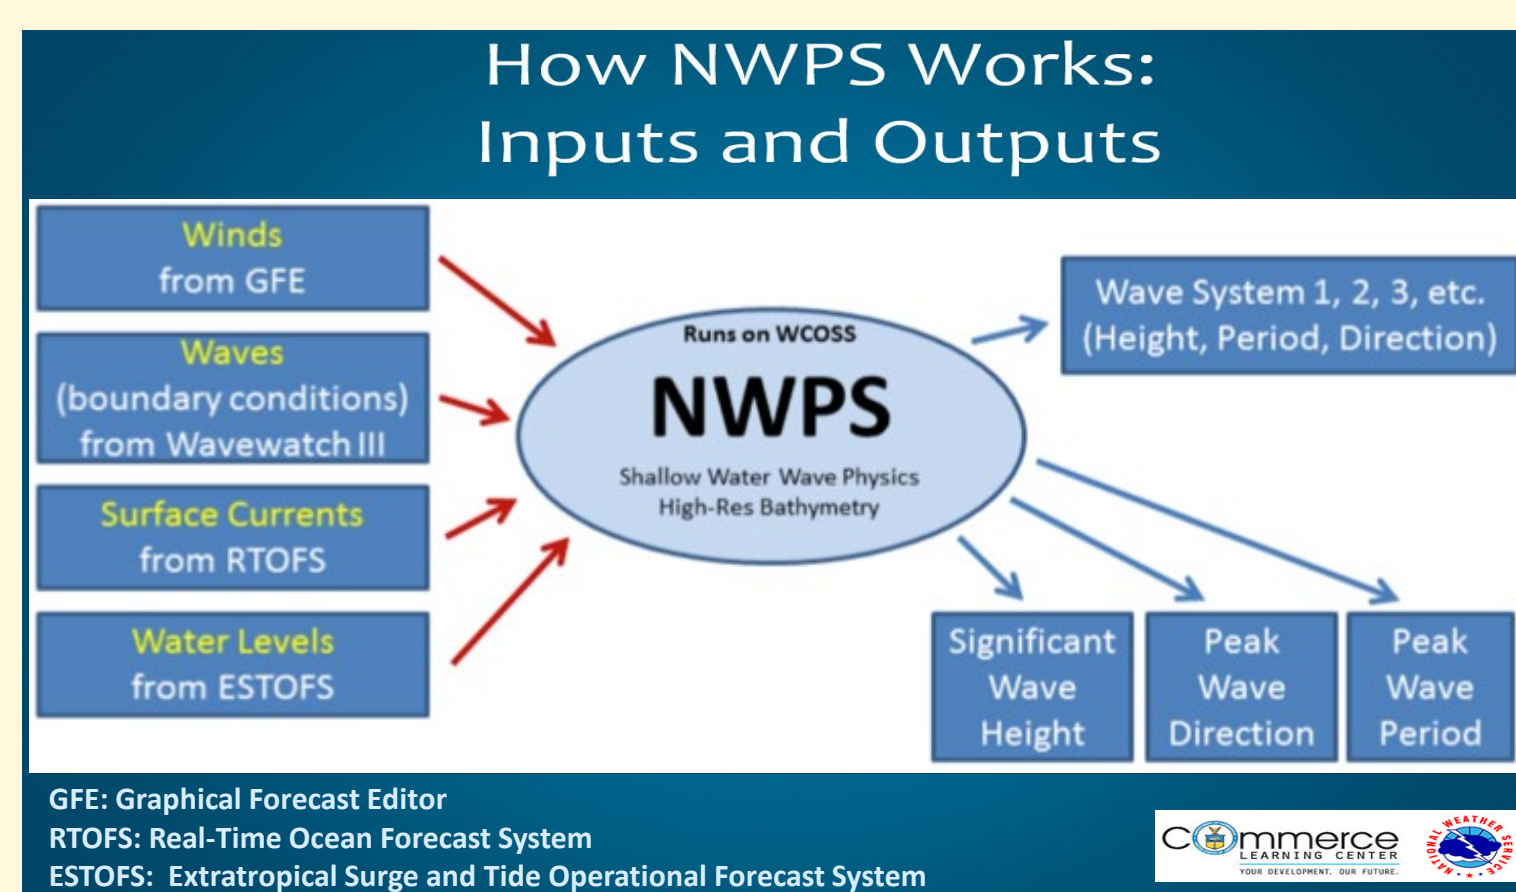 How NWPS Works:
Inputs and Outputs
Winds
from GFE
Waves
(boundary conditions)
from Wavewatch III
Surface Currents
from RTOFS
Water Levels
from ESTOFS
Runs on WCOSS
NWPS
Shallow Water Wave Physics
High-Res Bathymetry
Wave System 1, 2, 3, etc.
(Height, Period, Direction)
Significant
Wave
Height
Peak
Wave
Direction
Peak
Wave
Period
GFE: Graphical Forecast Editor
RTOFS: Real-Time Ocean Forecast System
ESTOFS:  Extratropical Surge and Tide Operational Forecast System
Commerce
LEARNING CENTER
YOUR DEVELOPMENT. OUR FUTURE.
NATIONAL WEATHER SERVICE